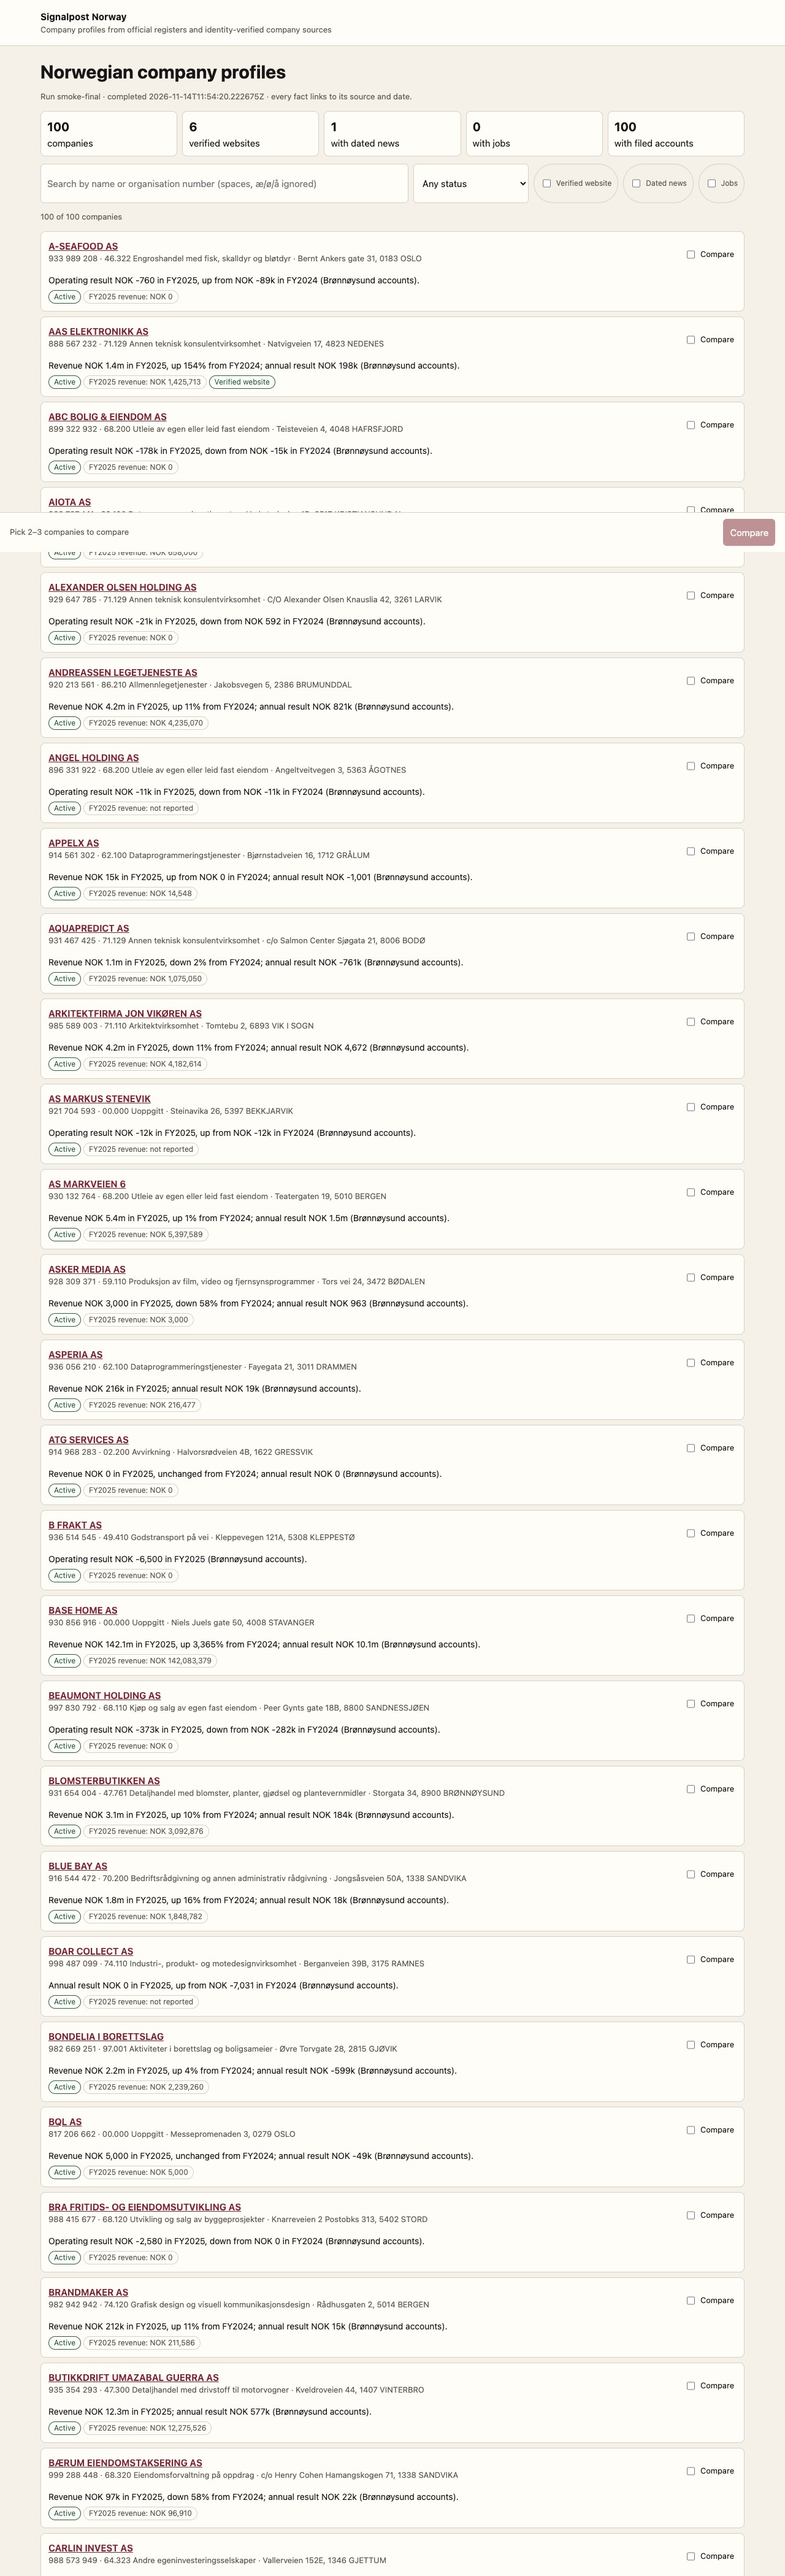 Signalpost Norway
Company profiles from official registers and identity-verified company sources
Norwegian company profiles
Run smoke-final · completed 2026-11-14T11:54:20.222675Z · every fact links to its source and date.
100
companies
6
verified websites
1
with dated news
0
with jobs
100
with filed accounts
Search by name or organisation number (spaces, æ/ø/å ignored)
Any status
Verified website
Dated news
Jobs
100 of 100 companies
A-SEAFOOD AS
Compare
933 989 208 · 46.322 Engroshandel med fisk, skalldyr og bløtdyr · Bernt Ankers gate 31, 0183 OSLO
Operating result NOK -760 in FY2025, up from NOK -89k in FY2024 (Brønnøysund accounts).
Active FY2025 revenue: NOK 0
AAS ELEKTRONIKK AS
Compare
888 567 232 · 71.129 Annen teknisk konsulentvirksomhet · Natvigveien 17, 4823 NEDENES
Revenue NOK 1.4m in FY2025, up 154% from FY2024; annual result NOK 198k (Brønnøysund accounts).
Active FY2025 revenue: NOK 1,425,713 Verified website
ABC BOLIG & EIENDOM AS
Compare
899 322 932 · 68.200 Utleie av egen eller leid fast eiendom · Teisteveien 4, 4048 HAFRSFJORD
Operating result NOK -178k in FY2025, down from NOK -15k in FY2024 (Brønnøysund accounts).
Active FY2025 revenue: NOK 0
AIOTA AS
Compare
Pick 2–3 companies to compare
Compare
Active FY2025 revenue: NOK 658,000
ALEXANDER OLSEN HOLDING AS
Compare
929 647 785 · 71.129 Annen teknisk konsulentvirksomhet · C/O Alexander Olsen Knauslia 42, 3261 LARVIK
Operating result NOK -21k in FY2025, down from NOK 592 in FY2024 (Brønnøysund accounts).
Active FY2025 revenue: NOK 0
ANDREASSEN LEGETJENESTE AS
Compare
920 213 561 · 86.210 Allmennlegetjenester · Jakobsvegen 5, 2386 BRUMUNDDAL
Revenue NOK 4.2m in FY2025, up 11% from FY2024; annual result NOK 821k (Brønnøysund accounts).
Active FY2025 revenue: NOK 4,235,070
ANGEL HOLDING AS
Compare
896 331 922 · 68.200 Utleie av egen eller leid fast eiendom · Angeltveitvegen 3, 5363 ÅGOTNES
Operating result NOK -11k in FY2025, down from NOK -11k in FY2024 (Brønnøysund accounts).
Active FY2025 revenue: not reported
APPELX AS
Compare
914 561 302 · 62.100 Dataprogrammeringstjenester · Bjørnstadveien 16, 1712 GRÅLUM
Revenue NOK 15k in FY2025, up from NOK 0 in FY2024; annual result NOK -1,001 (Brønnøysund accounts).
Active FY2025 revenue: NOK 14,548
AQUAPREDICT AS
Compare
931 467 425 · 71.129 Annen teknisk konsulentvirksomhet · c/o Salmon Center Sjøgata 21, 8006 BODØ
Revenue NOK 1.1m in FY2025, down 2% from FY2024; annual result NOK -761k (Brønnøysund accounts).
Active FY2025 revenue: NOK 1,075,050
ARKITEKTFIRMA JON VIKØREN AS
Compare
985 589 003 · 71.110 Arkitektvirksomhet · Tomtebu 2, 6893 VIK I SOGN
Revenue NOK 4.2m in FY2025, down 11% from FY2024; annual result NOK 4,672 (Brønnøysund accounts).
Active FY2025 revenue: NOK 4,182,614
AS MARKUS STENEVIK
Compare
921 704 593 · 00.000 Uoppgitt · Steinavika 26, 5397 BEKKJARVIK
Operating result NOK -12k in FY2025, up from NOK -12k in FY2024 (Brønnøysund accounts).
Active FY2025 revenue: not reported
AS MARKVEIEN 6
Compare
930 132 764 · 68.200 Utleie av egen eller leid fast eiendom · Teatergaten 19, 5010 BERGEN
Revenue NOK 5.4m in FY2025, up 1% from FY2024; annual result NOK 1.5m (Brønnøysund accounts).
Active FY2025 revenue: NOK 5,397,589
ASKER MEDIA AS
Compare
928 309 371 · 59.110 Produksjon av film, video og fjernsynsprogrammer · Tors vei 24, 3472 BØDALEN
Revenue NOK 3,000 in FY2025, down 58% from FY2024; annual result NOK 963 (Brønnøysund accounts).
Active FY2025 revenue: NOK 3,000
ASPERIA AS
Compare
936 056 210 · 62.100 Dataprogrammeringstjenester · Fayegata 21, 3011 DRAMMEN
Revenue NOK 216k in FY2025; annual result NOK 19k (Brønnøysund accounts).
Active FY2025 revenue: NOK 216,477
ATG SERVICES AS
Compare
914 968 283 · 02.200 Avvirkning · Halvorsrødveien 4B, 1622 GRESSVIK
Revenue NOK 0 in FY2025, unchanged from FY2024; annual result NOK 0 (Brønnøysund accounts).
Active FY2025 revenue: NOK 0
B FRAKT AS
Compare
936 514 545 · 49.410 Godstransport på vei · Kleppevegen 121A, 5308 KLEPPESTØ
Operating result NOK -6,500 in FY2025 (Brønnøysund accounts).
Active FY2025 revenue: NOK 0
BASE HOME AS
Compare
930 856 916 · 00.000 Uoppgitt · Niels Juels gate 50, 4008 STAVANGER
Revenue NOK 142.1m in FY2025, up 3,365% from FY2024; annual result NOK 10.1m (Brønnøysund accounts).
Active FY2025 revenue: NOK 142,083,379
BEAUMONT HOLDING AS
Compare
997 830 792 · 68.110 Kjøp og salg av egen fast eiendom · Peer Gynts gate 18B, 8800 SANDNESSJØEN
Operating result NOK -373k in FY2025, down from NOK -282k in FY2024 (Brønnøysund accounts).
Active FY2025 revenue: NOK 0
BLOMSTERBUTIKKEN AS
Compare
931 654 004 · 47.761 Detaljhandel med blomster, planter, gjødsel og plantevernmidler · Storgata 34, 8900 BRØNNØYSUND
Revenue NOK 3.1m in FY2025, up 10% from FY2024; annual result NOK 184k (Brønnøysund accounts).
Active FY2025 revenue: NOK 3,092,876
BLUE BAY AS
Compare
916 544 472 · 70.200 Bedriftsrådgivning og annen administrativ rådgivning · Jongsåsveien 50A, 1338 SANDVIKA
Revenue NOK 1.8m in FY2025, up 16% from FY2024; annual result NOK 18k (Brønnøysund accounts).
Active FY2025 revenue: NOK 1,848,782
BOAR COLLECT AS
Compare
998 487 099 · 74.110 Industri-, produkt- og motedesignvirksomhet · Berganveien 39B, 3175 RAMNES
Annual result NOK 0 in FY2025, up from NOK -7,031 in FY2024 (Brønnøysund accounts).
Active FY2025 revenue: not reported
BONDELIA I BORETTSLAG
Compare
982 669 251 · 97.001 Aktiviteter i borettslag og boligsameier · Øvre Torvgate 28, 2815 GJØVIK
Revenue NOK 2.2m in FY2025, up 4% from FY2024; annual result NOK -599k (Brønnøysund accounts).
Active FY2025 revenue: NOK 2,239,260
BQL AS
Compare
817 206 662 · 00.000 Uoppgitt · Messepromenaden 3, 0279 OSLO
Revenue NOK 5,000 in FY2025, unchanged from FY2024; annual result NOK -49k (Brønnøysund accounts).
Active FY2025 revenue: NOK 5,000
BRA FRITIDS- OG EIENDOMSUTVIKLING AS
Compare
988 415 677 · 68.120 Utvikling og salg av byggeprosjekter · Knarreveien 2 Postobks 313, 5402 STORD
Operating result NOK -2,580 in FY2025, down from NOK 0 in FY2024 (Brønnøysund accounts).
Active FY2025 revenue: NOK 0
BRANDMAKER AS
Compare
982 942 942 · 74.120 Grafisk design og visuell kommunikasjonsdesign · Rådhusgaten 2, 5014 BERGEN
Revenue NOK 212k in FY2025, up 11% from FY2024; annual result NOK 15k (Brønnøysund accounts).
Active FY2025 revenue: NOK 211,586
BUTIKKDRIFT UMAZABAL GUERRA AS
Compare
935 354 293 · 47.300 Detaljhandel med drivstoff til motorvogner · Kveldroveien 44, 1407 VINTERBRO
Revenue NOK 12.3m in FY2025; annual result NOK 577k (Brønnøysund accounts).
Active FY2025 revenue: NOK 12,275,526
BÆRUM EIENDOMSTAKSERING AS
Compare
999 288 448 · 68.320 Eiendomsforvaltning på oppdrag · c/o Henry Cohen Hamangskogen 71, 1338 SANDVIKA
Revenue NOK 97k in FY2025, down 58% from FY2024; annual result NOK 22k (Brønnøysund accounts).
Active FY2025 revenue: NOK 96,910
CARLIN INVEST AS
Compare
988 573 949 · 64.323 Andre egeninvesteringsselskaper · Vallerveien 152E, 1346 GJETTUM